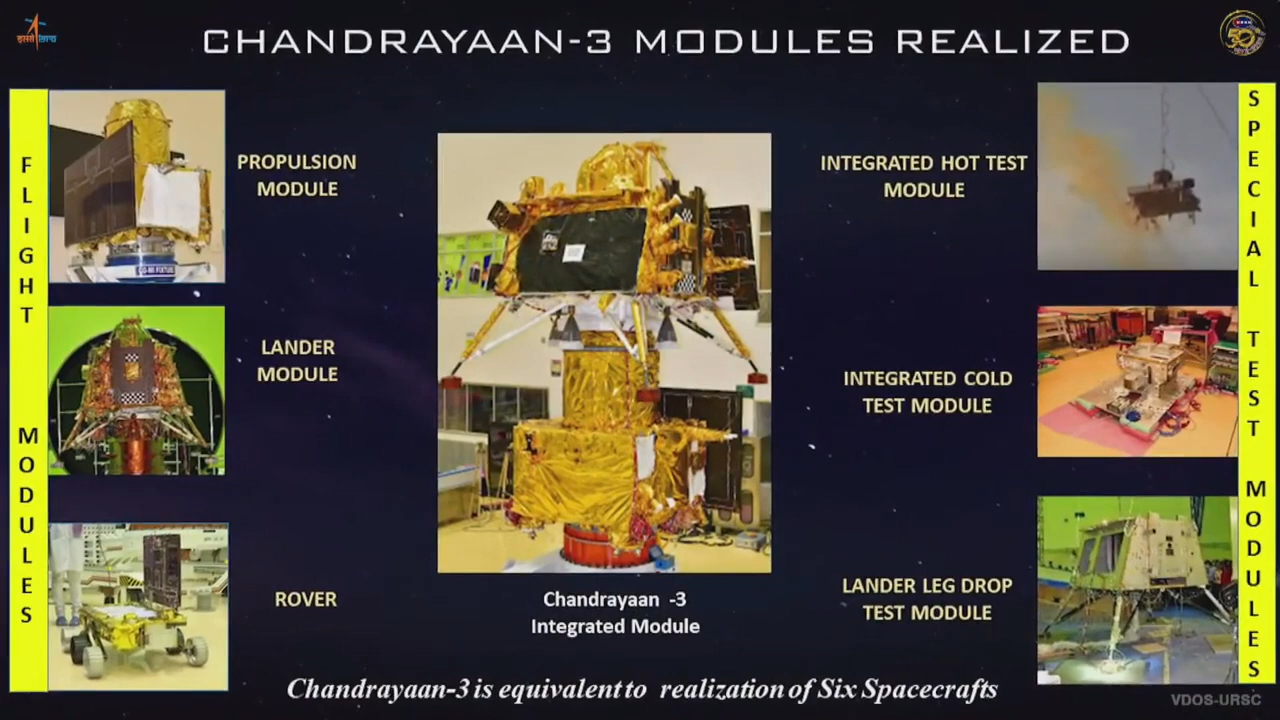 इसरो isro
CHANDRAYAAN-3 MODULES REALIZED
FLIGHT MODULES
PROPULSION
MODULE
LANDER
MODULE
ROVER
Chandrayaan -3
Integrated Module
INTEGRATED HOT TEST
MODULE
INTEGRATED COLD
TEST MODULE
LANDER LEG DROP
TEST MODULE
SPECIAL TEST MODULES
Chandrayaan-3 is equivalent to realization of Six Spacecrafts
VDOS-URSC